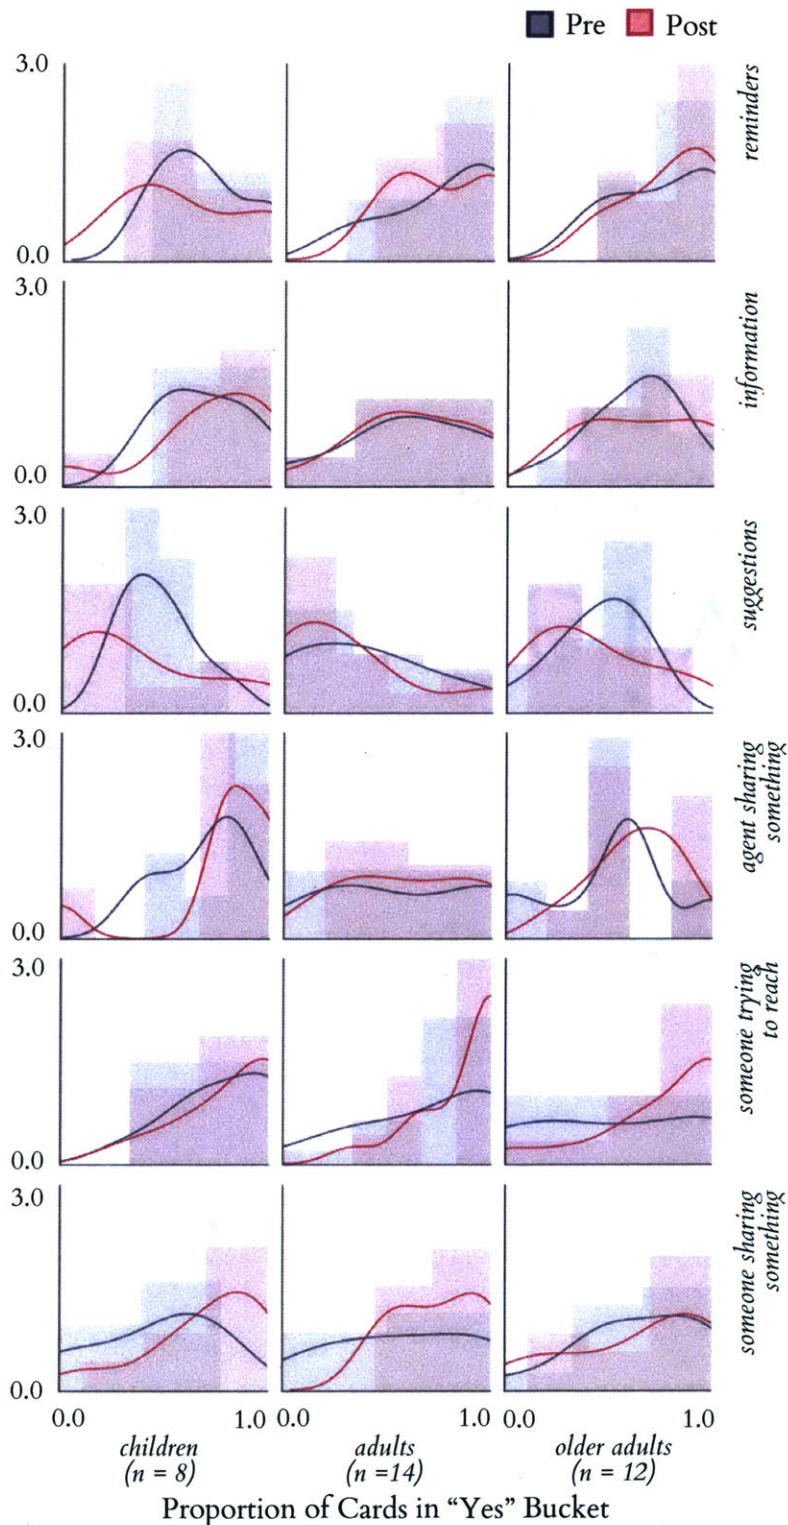 Pre Post
3.0
0.0
reminders
3.0
0.0
information
3.0
0.0
suggestions
3.0
0.0
agent sharing
something
3.0
0.0
someone trying
to reach
3.0
0.0
someone sharing
something
0.0 1.0 0.0 1.0 0.0 1.0
children adults older adults
(n = 8) (n =14) (n = 12)
Proportion of Cards in “Yes” Bucket